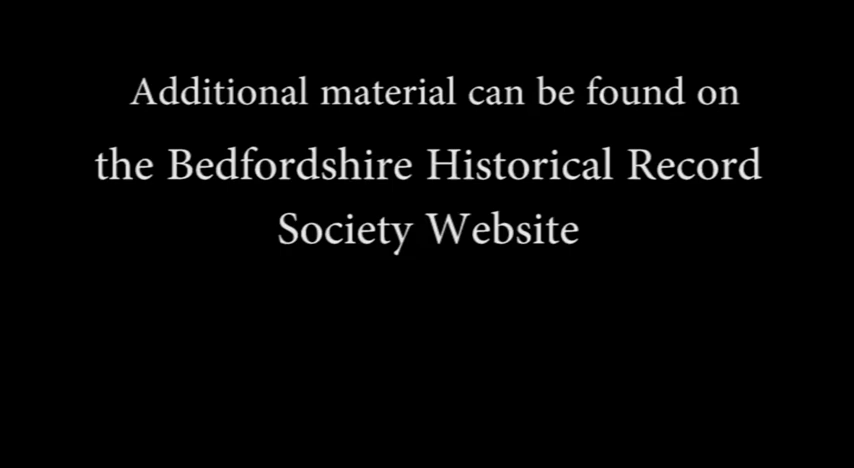 Additional material can be found on
the Bedfordshire Historical Record
Society Website